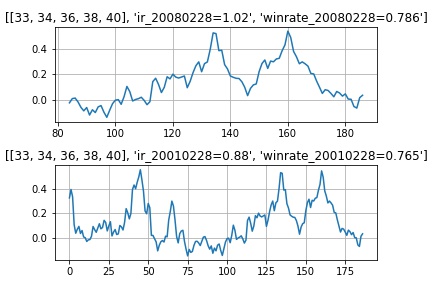 [[33, 34, 36, 38, 40], 'ir_20080228=1.02', 'winrate_20080228=0.786']
0.4
0.2
0.0
80 100 120 140 160 180
[[33, 34, 36, 38, 40], 'ir_20010228=0.88', 'winrate_20010228=0.765']
0.4
0.2
0.0
0 25 50 75 100 125 150 175